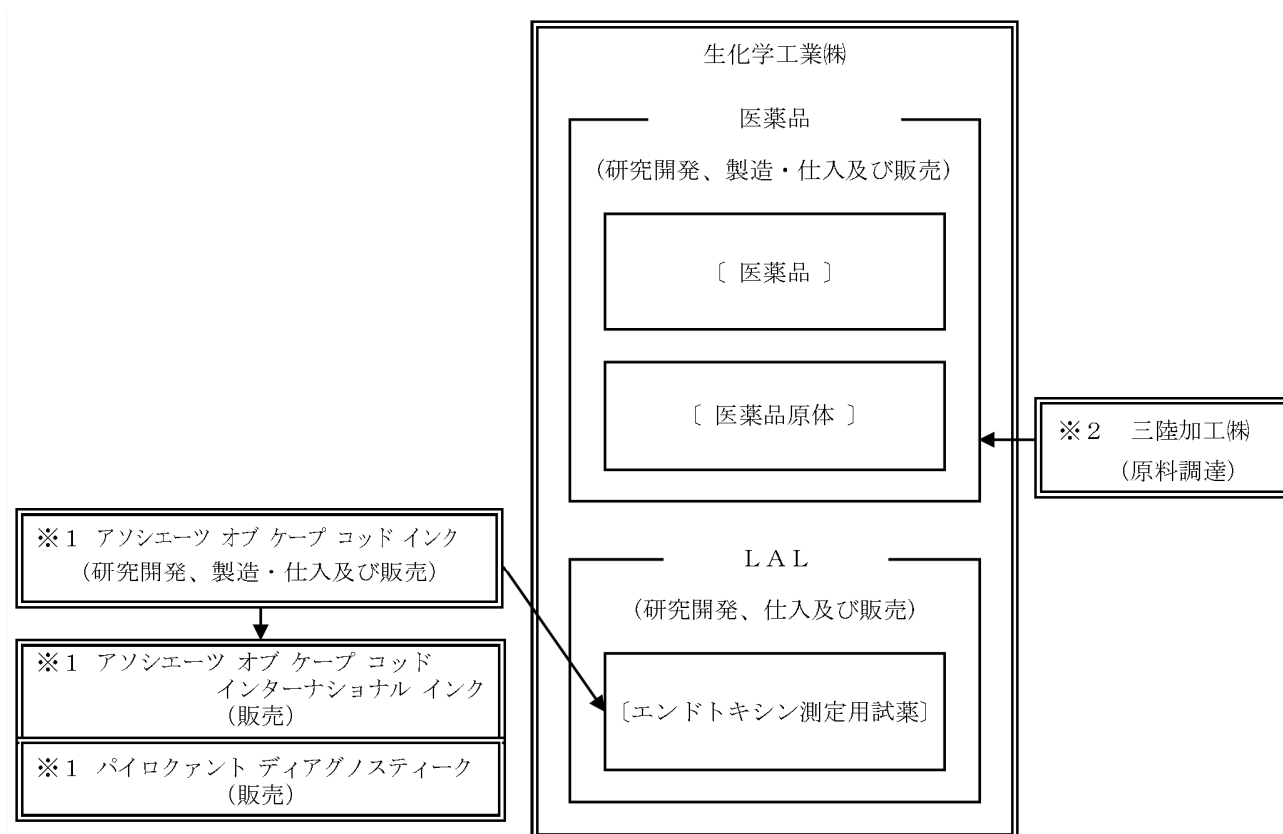 生化学工業㈱
医薬品
(研究開発、製造・仕入及び販売)
〔 医薬品 〕
〔 医薬品原体 〕
※２　三陸加工㈱
(原料調達)
※１ アソシエーツ オブ ケープ コッド インク
(研究開発、製造・仕入及び販売)
※１ アソシエーツ オブ ケープ コッド
インターナショナル インク
(販売)
※１ パイロクァント ディアグノスティーク
(販売)
ＬＡＬ
(研究開発、仕入及び販売)
〔エンドトキシン測定用試薬〕